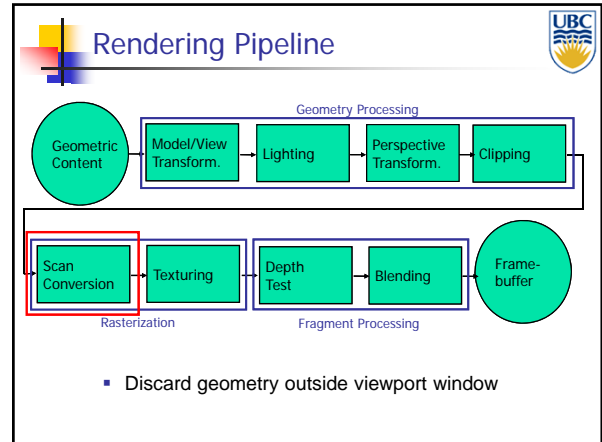 Rendering Pipeline
UBC
Geometry Processing
Geometric
Content
Model/View
Transform.
Lighting
Perspective
Transform.
Clipping
Scan
Conversion
Texturing
Depth
Test
Blending
Frame-
buffer
Rasterization
Fragment Processing
▪ Discard geometry outside viewport window